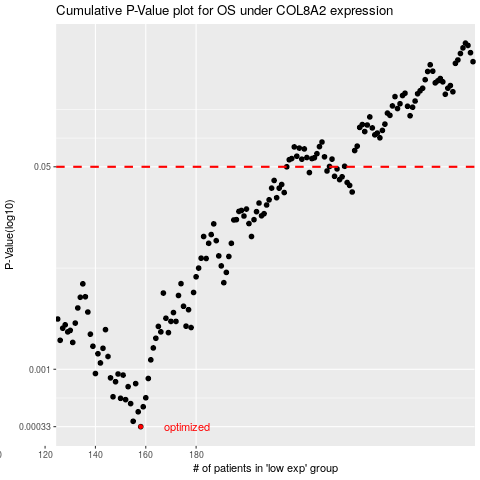 Cumulative P-Value plot for OS under COL8A2 expression
P-Value(log10)
0.05
0.001
0.00033
optimized
0 120 140 160 180
# of patients in 'low exp' group